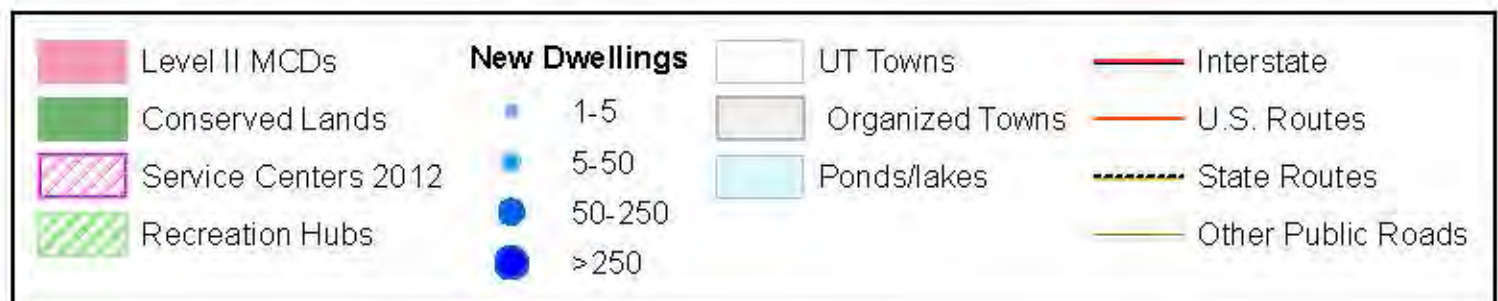 Level II MCDs
Conserved Lands
Service Centers 2012
Recreation Hubs
New Dwellings
1-5
5-50
50-250
>250
UT Towns
Organized Towns
Ponds/lakes
Interstate
U.S. Routes
State Routes
Other Public Roads